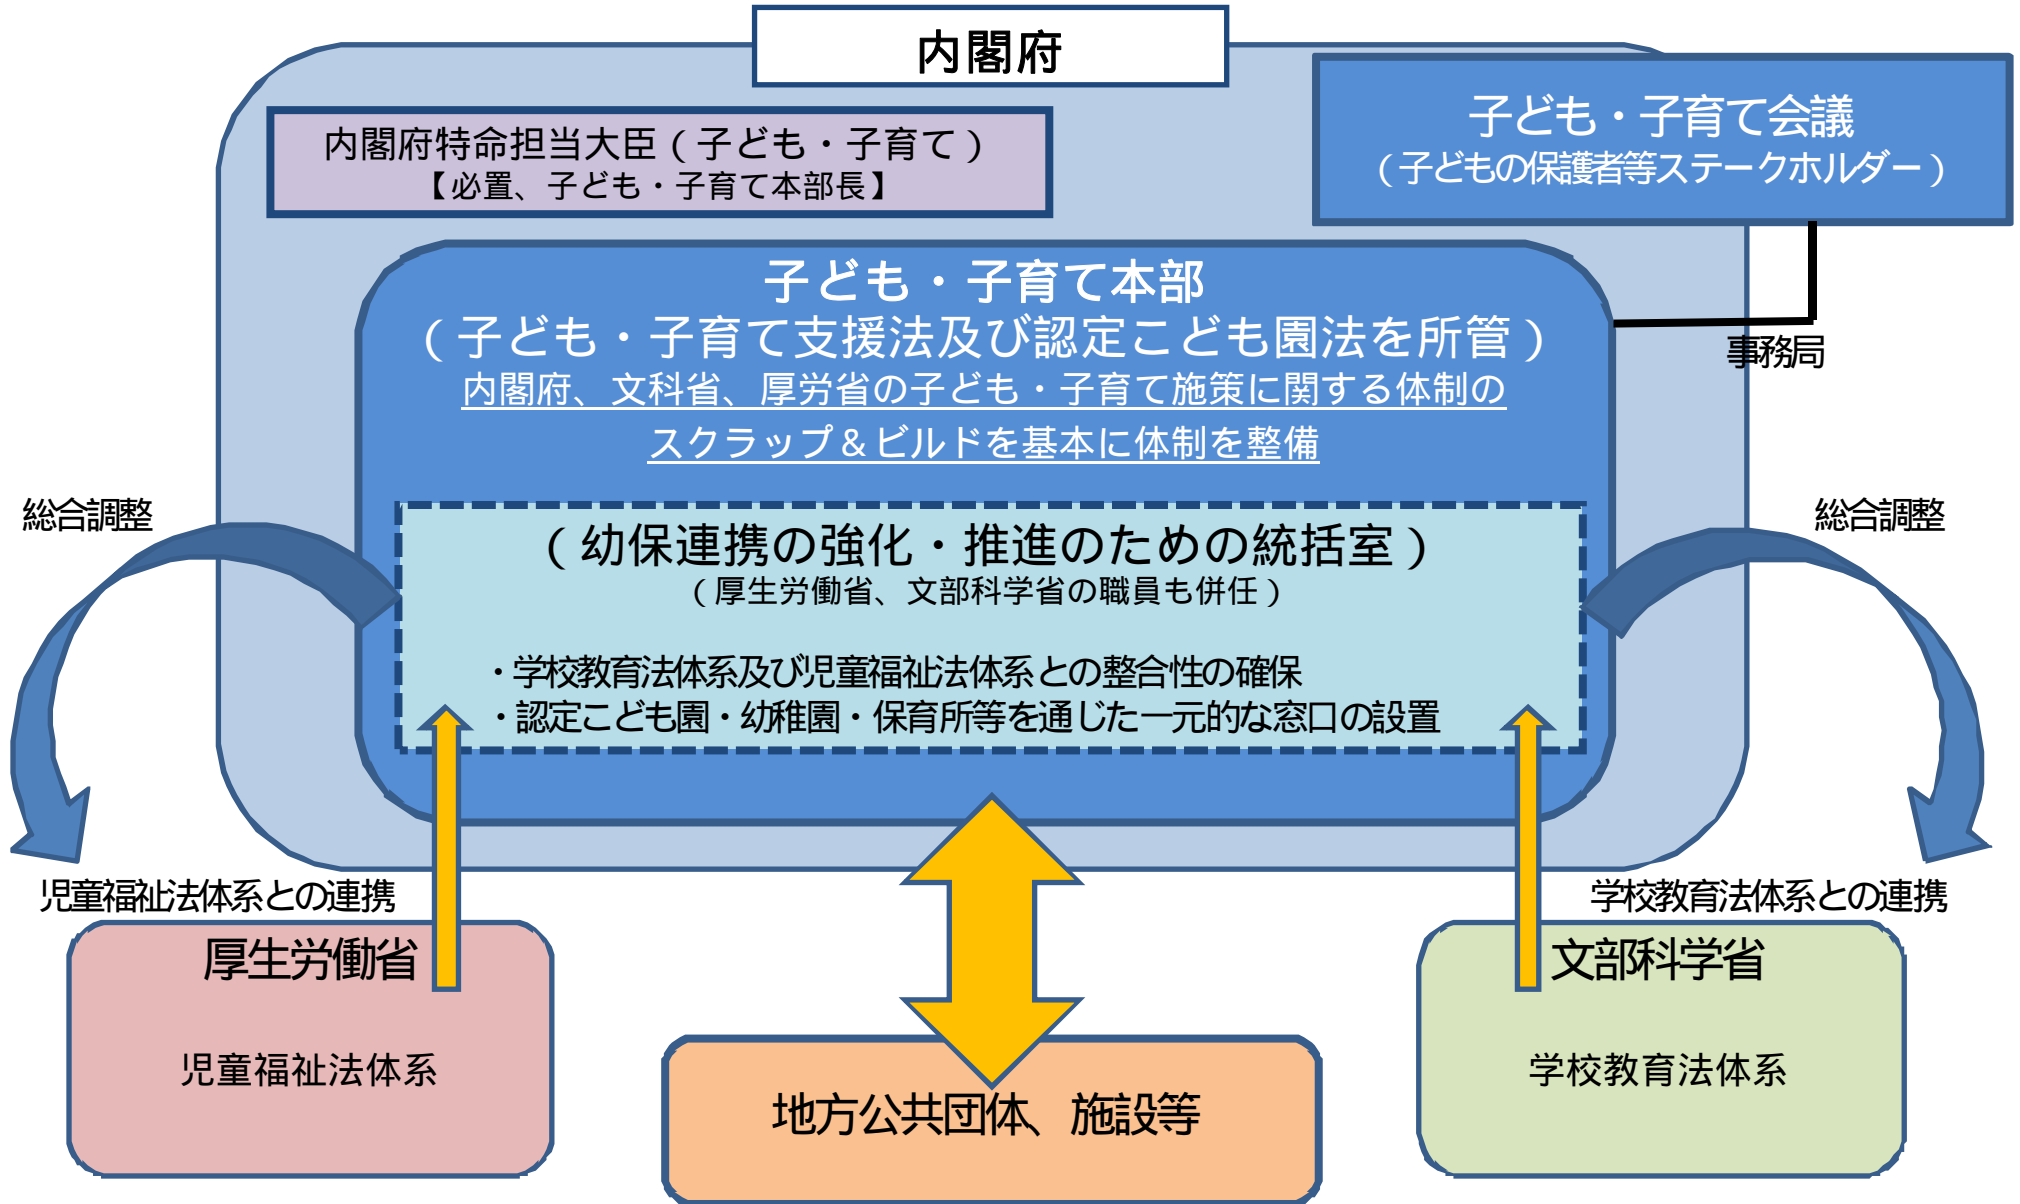 内閣府
内閣府特命担当大臣（子ども・子育て）
【必置、子ども・子育て本部長】
子ども・子育て会議
（子どもの保護者等ステークホルダー）
子ども・子育て本部
（子ども・子育て支援法及び認定こども園法を所管）
内閣府、文科省、厚労省の子ども・子育て施策に関する体制の
スクラップ＆ビルドを基本に体制を整備
事務局
総合調整
総合調整
（幼保連携の強化・推進のための統括室）
（厚生労働省、文部科学省の職員も併任）
・学校教育法体系及び児童福祉法体系との整合性の確保
・認定こども園・幼稚園・保育所等を通じた一元的な窓口の設置
児童福祉法体系との連携
学校教育法体系との連携
厚生労働省
児童福祉法体系
文部科学省
学校教育法体系
地方公共団体、施設等